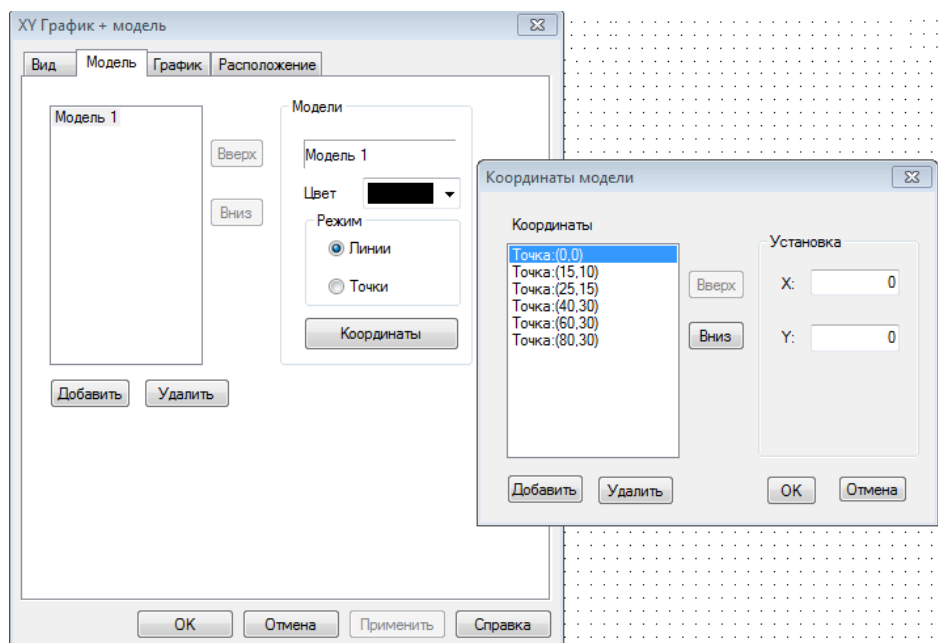 XY График + модель
Вид Модель График Расположение
Модель 1
Вверх
Вниз
Добавить Удалить
Модели
Модель 1
Цвет
Режим
Линии
Точки
Координаты
OK Отмена Применить Справка
Координаты модели
Координаты
Точка:(0,0)
Точка:(15,10)
Точка:(25,15)
Точка:(40,30)
Точка:(60,30)
Точка:(80,30)
Вверх
Вниз
Установка
X: 0
Y: 0
Добавить Удалить
OK Отмена